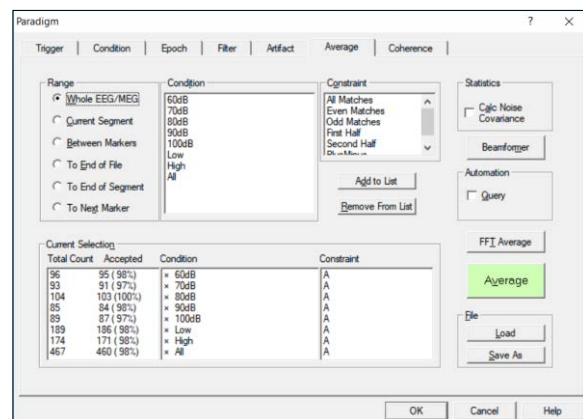 Paradigm ? ×
Trigger Condition Epoch Filter Artifact Average Coherence
Range
Whole EEG/MEG
Current Segment
Between Markers
To End of File
To End of Segment
To Next Marker
Condition
60dB
70dB
80dB
90dB
100dB
Low
High
All
Constraint
All Matches
Even Matches
Odd Matches
First Half
Second Half
PlusMinus
Add to List
Remove From List
Statistics
Calc Noise
Covariance
Beamformer
Automation
Query
FFT Average
Average
File
Load
Save As
Current Selection
Total Count Accepted Condition Constraint
96 95 ( 98%) × 60dB A
93 91 ( 97%) × 70dB A
104 103 (100%) × 80dB A
85 84 ( 98%) × 90dB A
89 87 ( 97%) × 100dB A
189 186 ( 98%) × Low A
174 171 ( 98%) × High A
467 460 ( 98%) × All A
OK Cancel Help